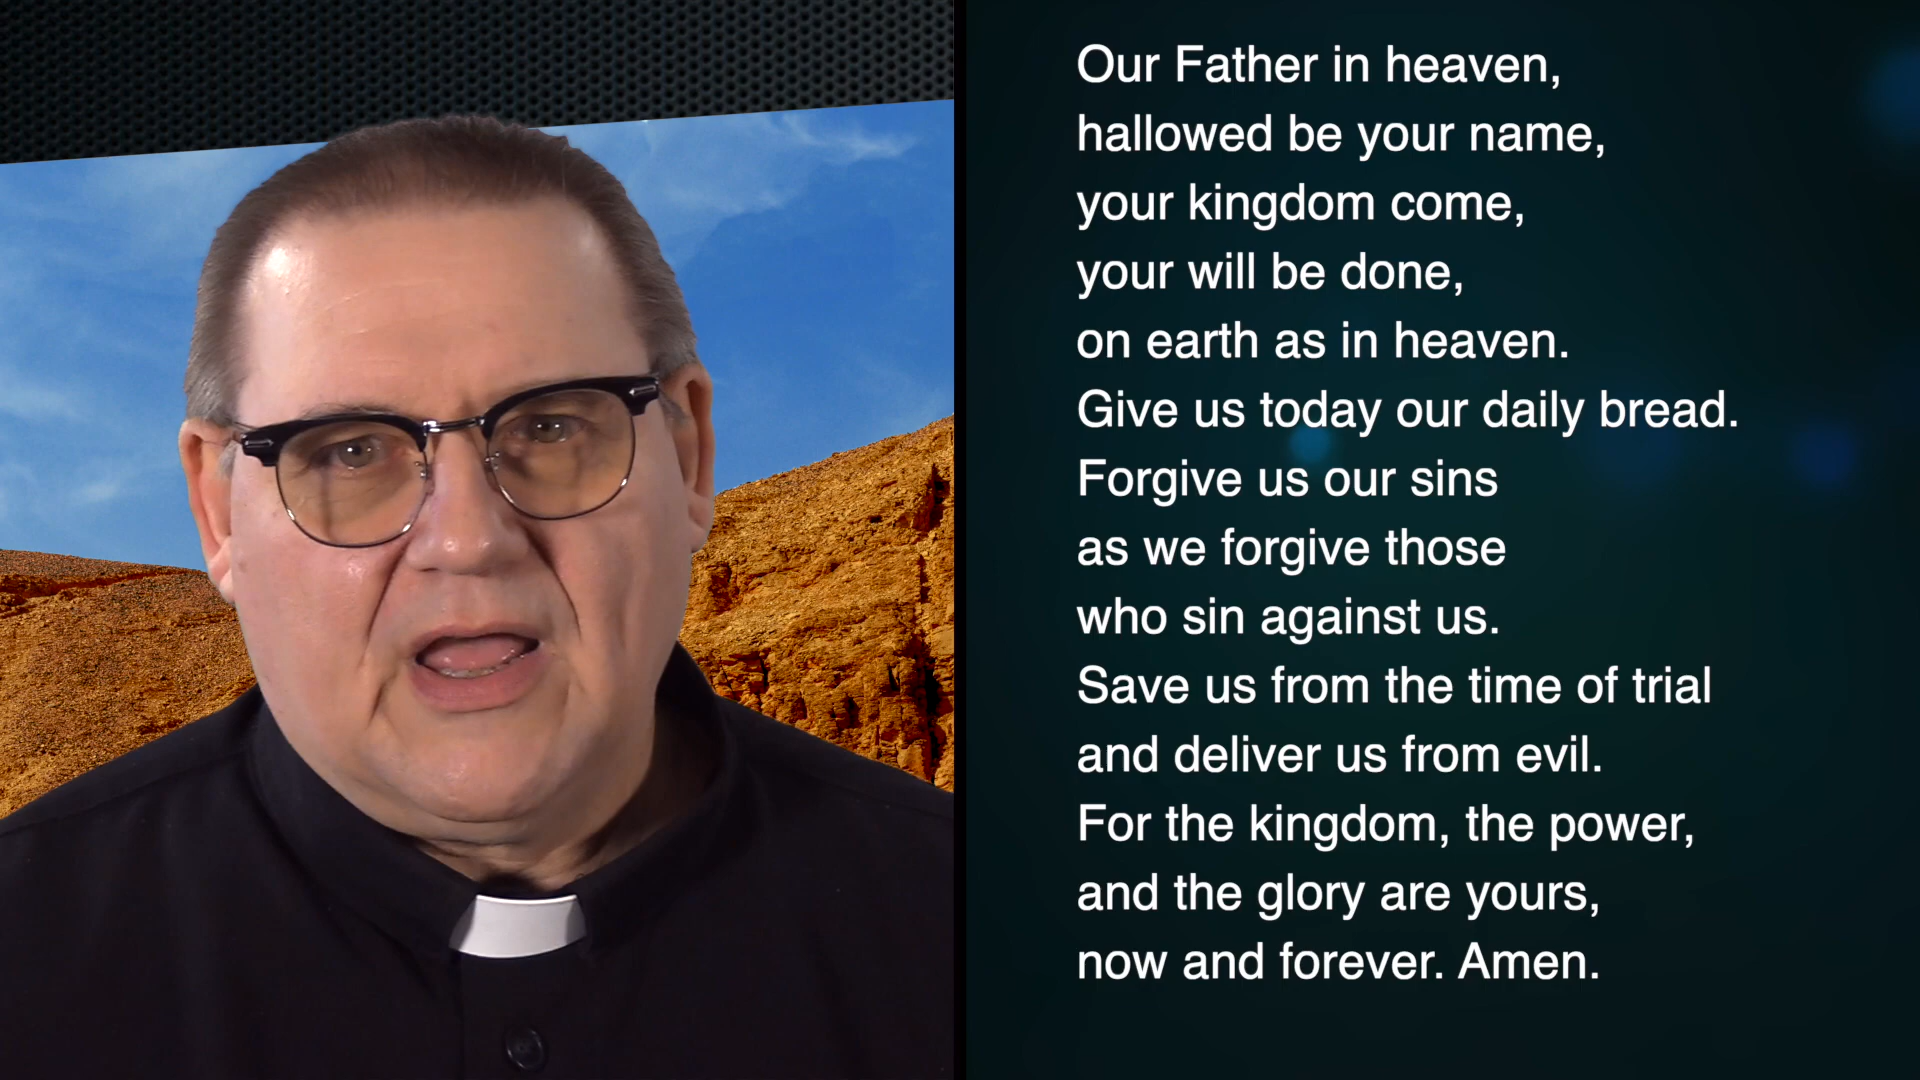 Our Father in heaven,
hallowed be your name,
your kingdom come,
your will be done,
on earth as in heaven.
Give us today our daily bread.
Forgive us our sins
as we forgive those
who sin against us.
Save us from the time of trial
and deliver us from evil.
For the kingdom, the power,
and the glory are yours,
now and forever. Amen.